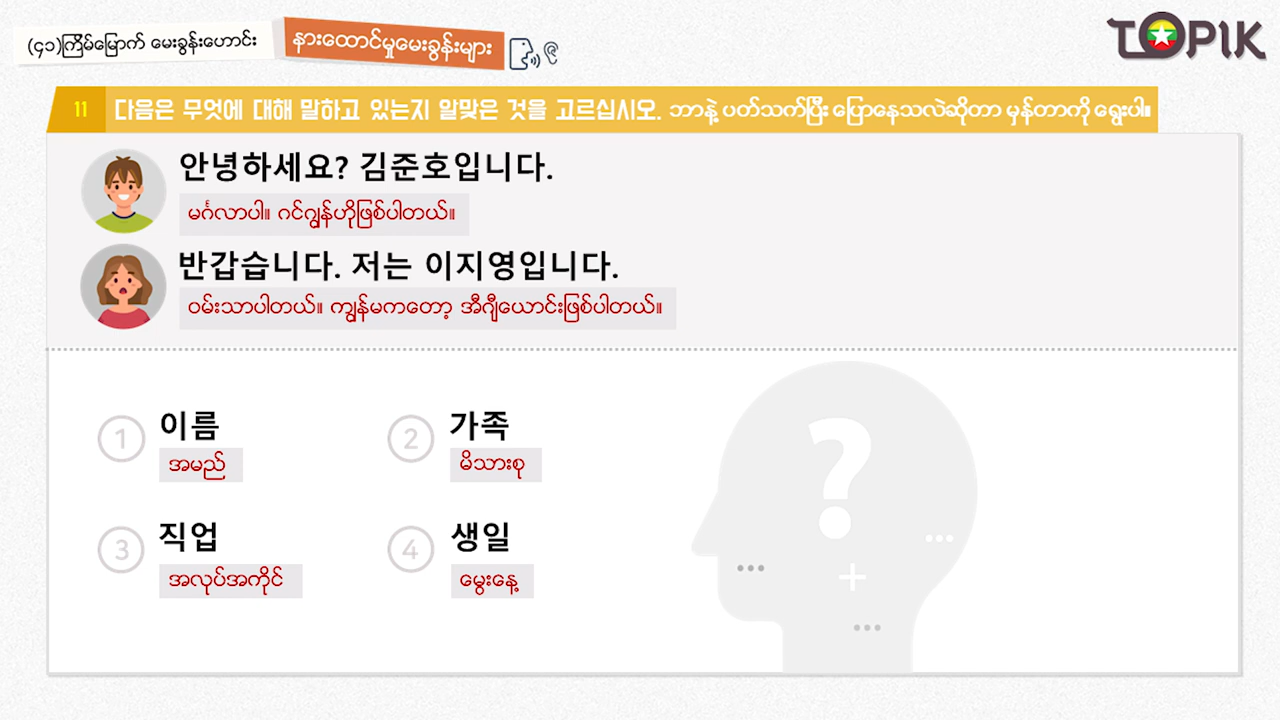 (၄၁)ကြိမ်မြောက် မေးခွန်းဟောင်း
နားထောင်မှုမေးခွန်းများ
TOPIK
11 다음은 무엇에 대해 말하고 있는지 알맞은 것을 고르십시오. ဘာနဲ့ ပတ်သက်ပြီး ပြောနေသလဲဆိုတာ မှန်တာကို ရွေးပါ။
안녕하세요? 김준호입니다.
မင်္ဂလာပါ။ ဂင်ဂျွန်ဟိုဖြစ်ပါတယ်။
반갑습니다. 저는 이지영입니다.
ဝမ်းသာပါတယ်။ ကျွန်မကတော့ အီဂျီယောင်းဖြစ်ပါတယ်။
1 이름
အမည်
2 가족
မိသားစု
3 직업
အလုပ်အကိုင်
4 생일
မွေးနေ့